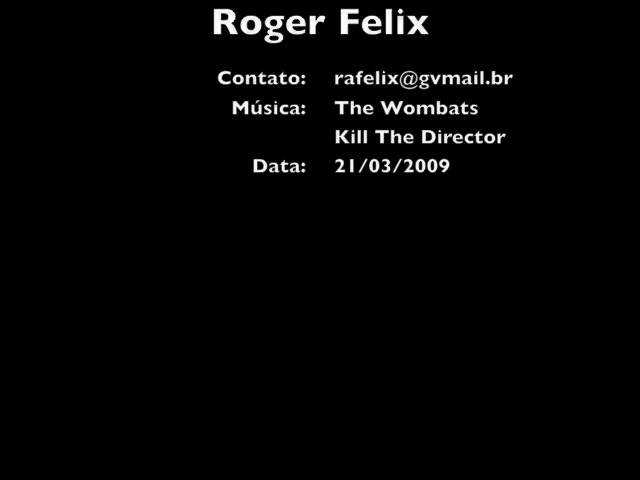 Roger Felix
Contato: rafelix@gvmail.br
Música: The Wombats
Kill The Director
Data: 21/03/2009